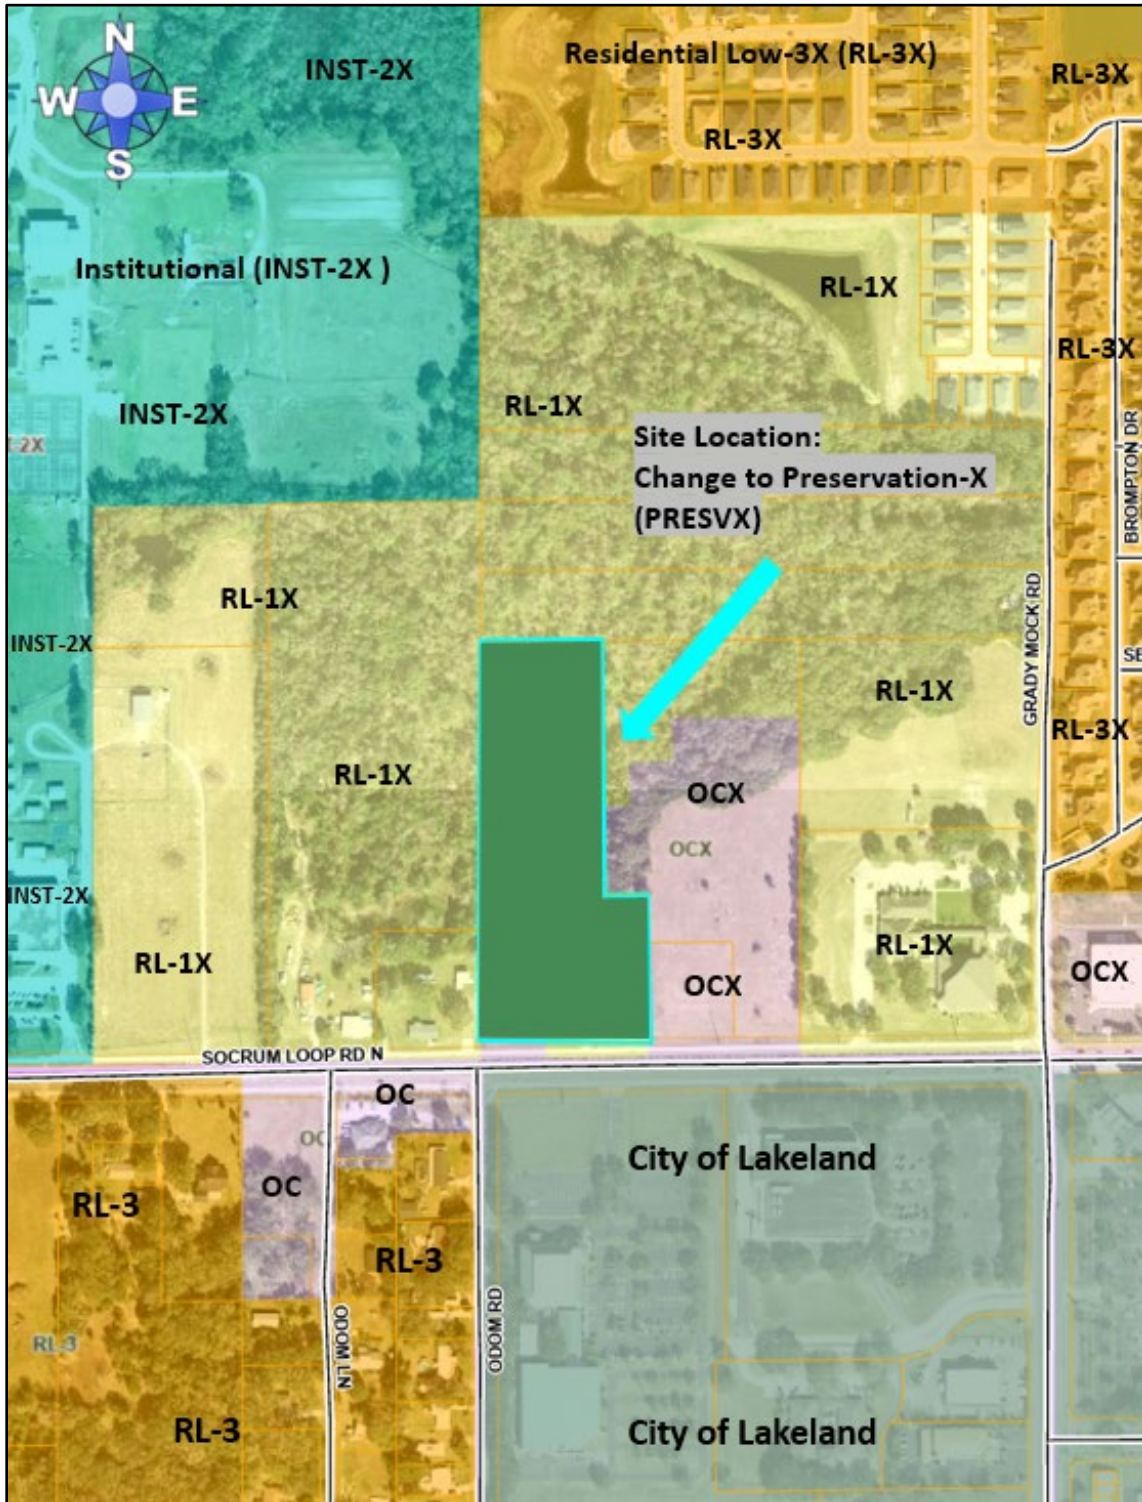 N
W E
S
INST-2X
Residential Low-3X (RL-3X)
RL-3X
RL-3X
Institutional (INST-2X )
RL-1X
RL-3X
RL-1X
INST-2X
-2X
Site Location:
Change to Preservation-X
(PRESVX)
BROMPTON DR
RL-1X
INST-2X
GRADY MOCK RD
SE
RL-1X
RL-3X
RL-1X
OCX
OCX
INST-2X
RL-1X
RL-1X
OCX
OCX
SOCRUM LOOP RD N
OC
OC
City of Lakeland
OC
RL-3
RL-3
ODOM LN
ODOM RD
RL-3
RL-3
City of Lakeland